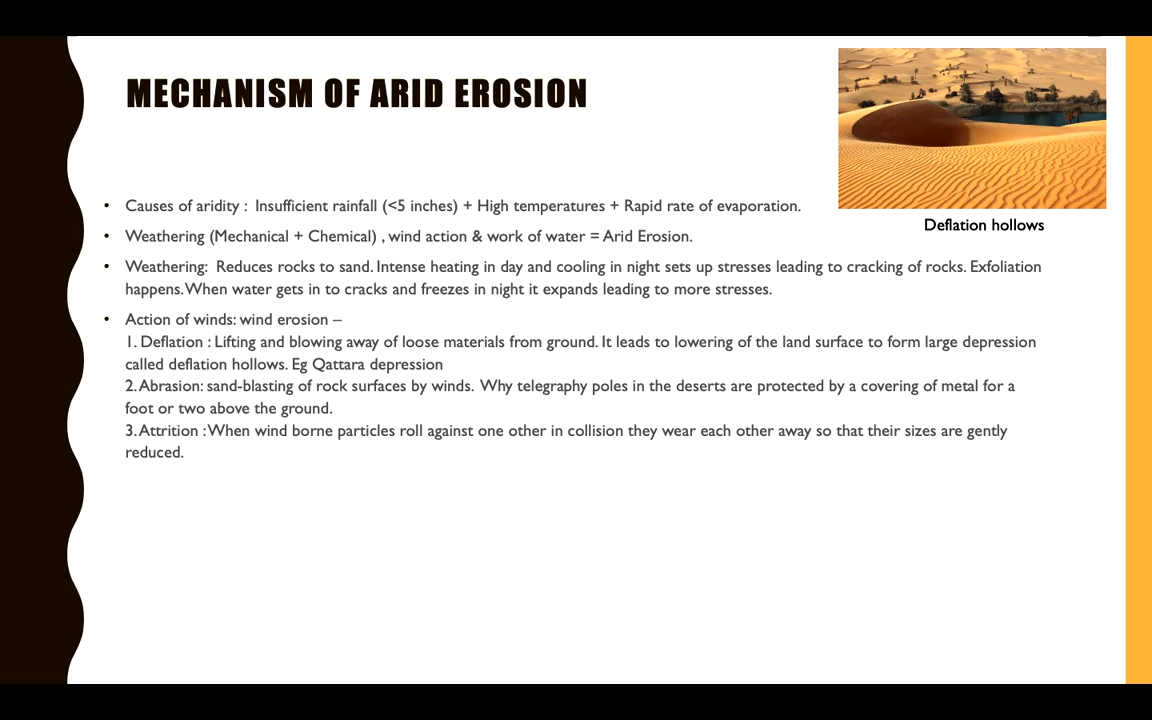 MECHANISM OF ARID EROSION
Deflation hollows
• Causes of aridity : Insufficient rainfall (<5 inches) + High temperatures + Rapid rate of evaporation.
• Weathering (Mechanical + Chemical) , wind action & work of water = Arid Erosion.
• Weathering: Reduces rocks to sand. Intense heating in day and cooling in night sets up stresses leading to cracking of rocks. Exfoliation
happens. When water gets in to cracks and freezes in night it expands leading to more stresses.
• Action of winds: wind erosion –
1. Deflation : Lifting and blowing away of loose materials from ground. It leads to lowering of the land surface to form large depression
called deflation hollows. Eg Qattara depression
2. Abrasion: sand-blasting of rock surfaces by winds. Why telegraphy poles in the deserts are protected by a covering of metal for a
foot or two above the ground.
3. Attrition : When wind borne particles roll against one other in collision they wear each other away so that their sizes are gently
reduced.